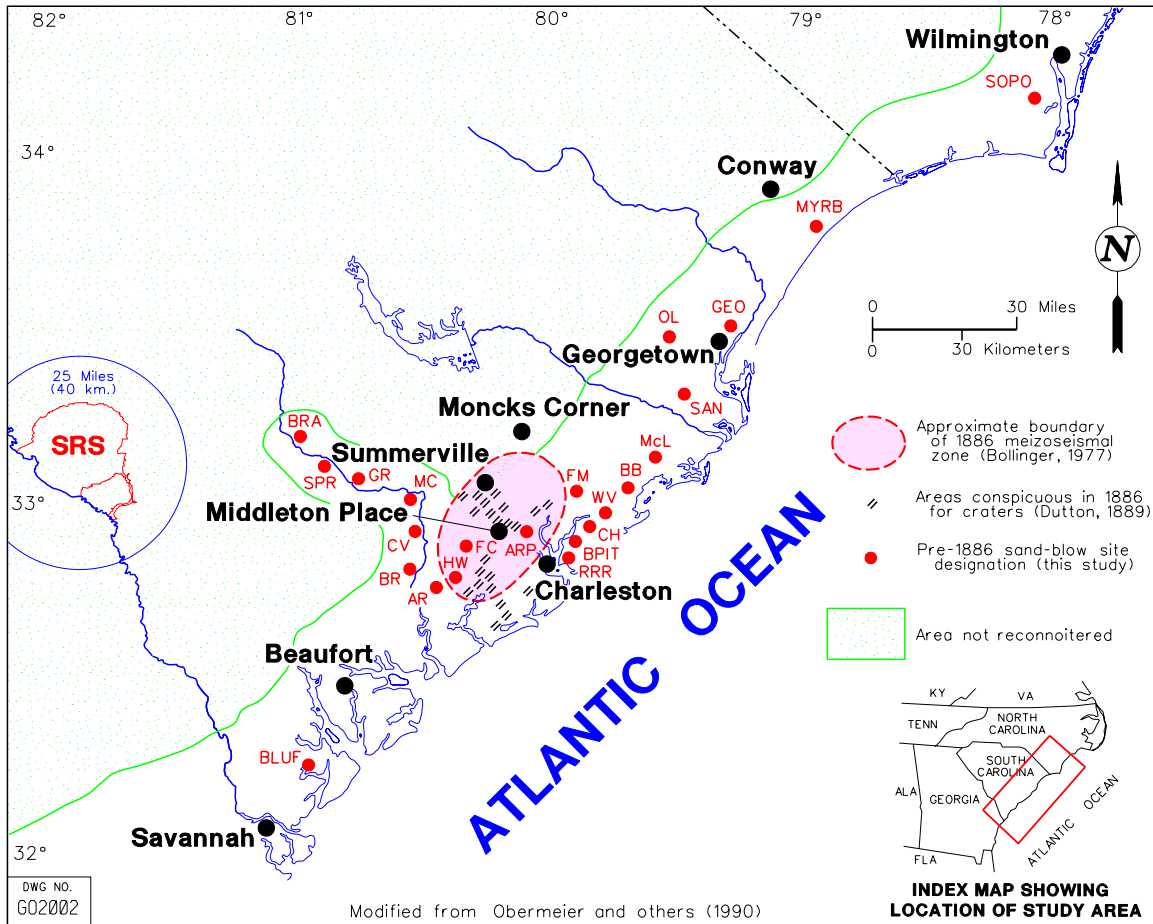 82° 81° 80° 79° 78°
Wilmington
SOPO
34°
Conway
MYRB
N
0 30 Miles
0 30 Kilometers
OL GEO
Georgetown
25 Miles
(40 km.)
SRS
SAN
Moncks Corner
BRA
Summerville
McL
SPR GR MC FM BB
WV
33°
Middleton Place
CV FC ARP CH
BPIT
BR HW RRR
AR
Charleston
Approximate boundary
of 1886 meizoseismal
zone (Bollinger, 1977)
Areas conspicuous in 1886
for craters (Dutton, 1889)
Pre-1886 sand-blow site
designation (this study)
Area not reconnoitered
ATLANTIC OCEAN
Beaufort
BLUF
Savannah
32°
KY VA
TENN NORTH
CAROLINA
SOUTH
CAROLINA
ALA GEORGIA
ATLANTIC OCEAN
FLA
INDEX MAP SHOWING
LOCATION OF STUDY AREA
DWG NO.
G02002
Modified from Obermeier and others (1990)